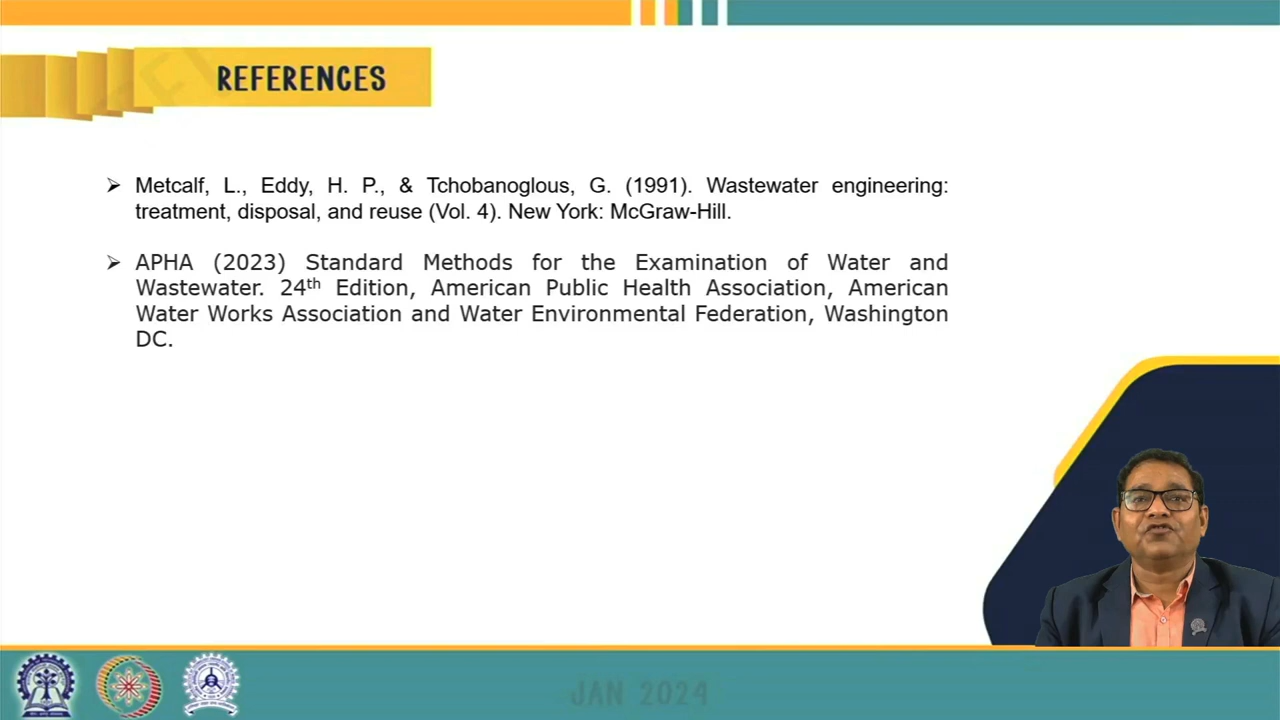 REFERENCES
➢ Metcalf, L., Eddy, H. P., & Tchobanoglous, G. (1991). Wastewater engineering:
treatment, disposal, and reuse (Vol. 4). New York: McGraw-Hill.
➢ APHA (2023) Standard Methods for the Examination of Water and
Wastewater. 24th Edition, American Public Health Association, American
Water Works Association and Water Environmental Federation, Washington
DC.
JAN 2024